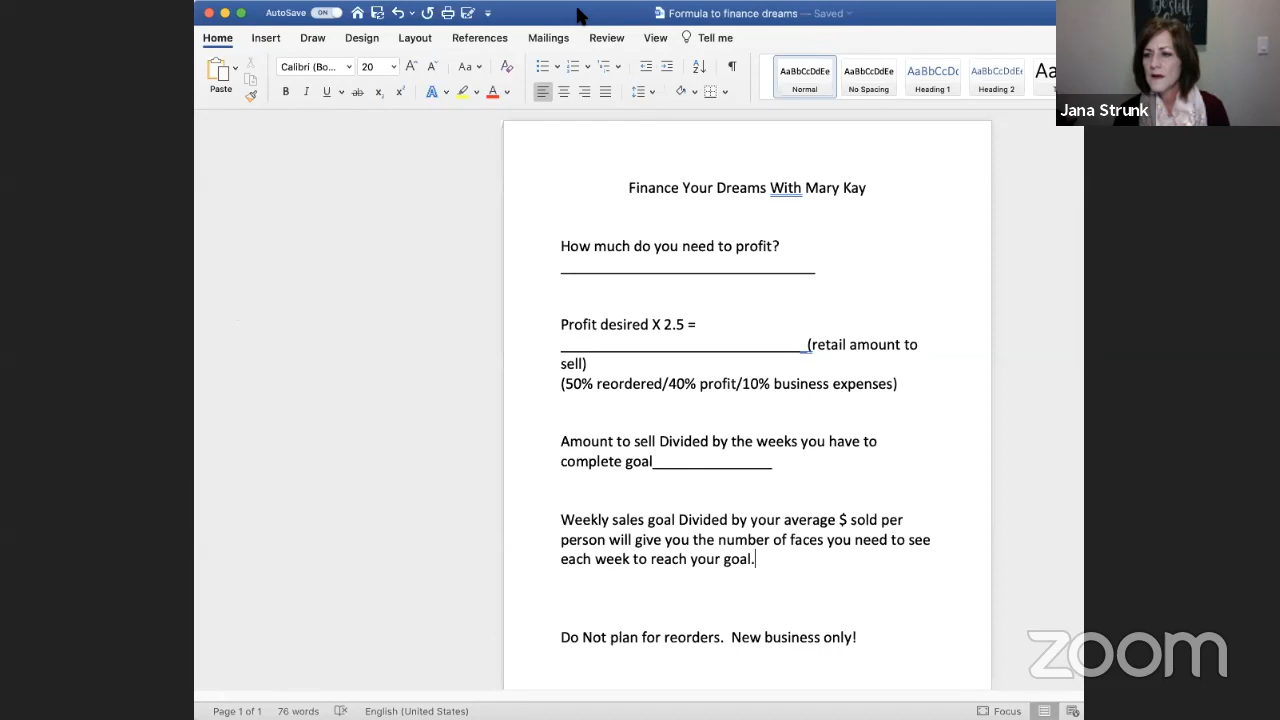 AutoSave ON Formula to finance dreams — Saved
Home Insert Draw Design Layout References Mailings Review View Tell me
Paste Calibri (Bo... 20 A A Aa A
AaBbCcDdEe AaBbCcDdEe AaBbCcDc AaBbCcDdEe Aa
B I U ab x x A A
Normal No Spacing Heading 1 Heading 2
Jana Strunk
Finance Your Dreams With Mary Kay
How much do you need to profit?
Profit desired X 2.5 =
(retail amount to
sell)
(50% reordered/40% profit/10% business expenses)
Amount to sell Divided by the weeks you have to
complete goal
Weekly sales goal Divided by your average $ sold per
person will give you the number of faces you need to see
each week to reach your goal.
Do Not plan for reorders. New business only!
zoom
Page 1 of 1 78 words English (United States) Focus